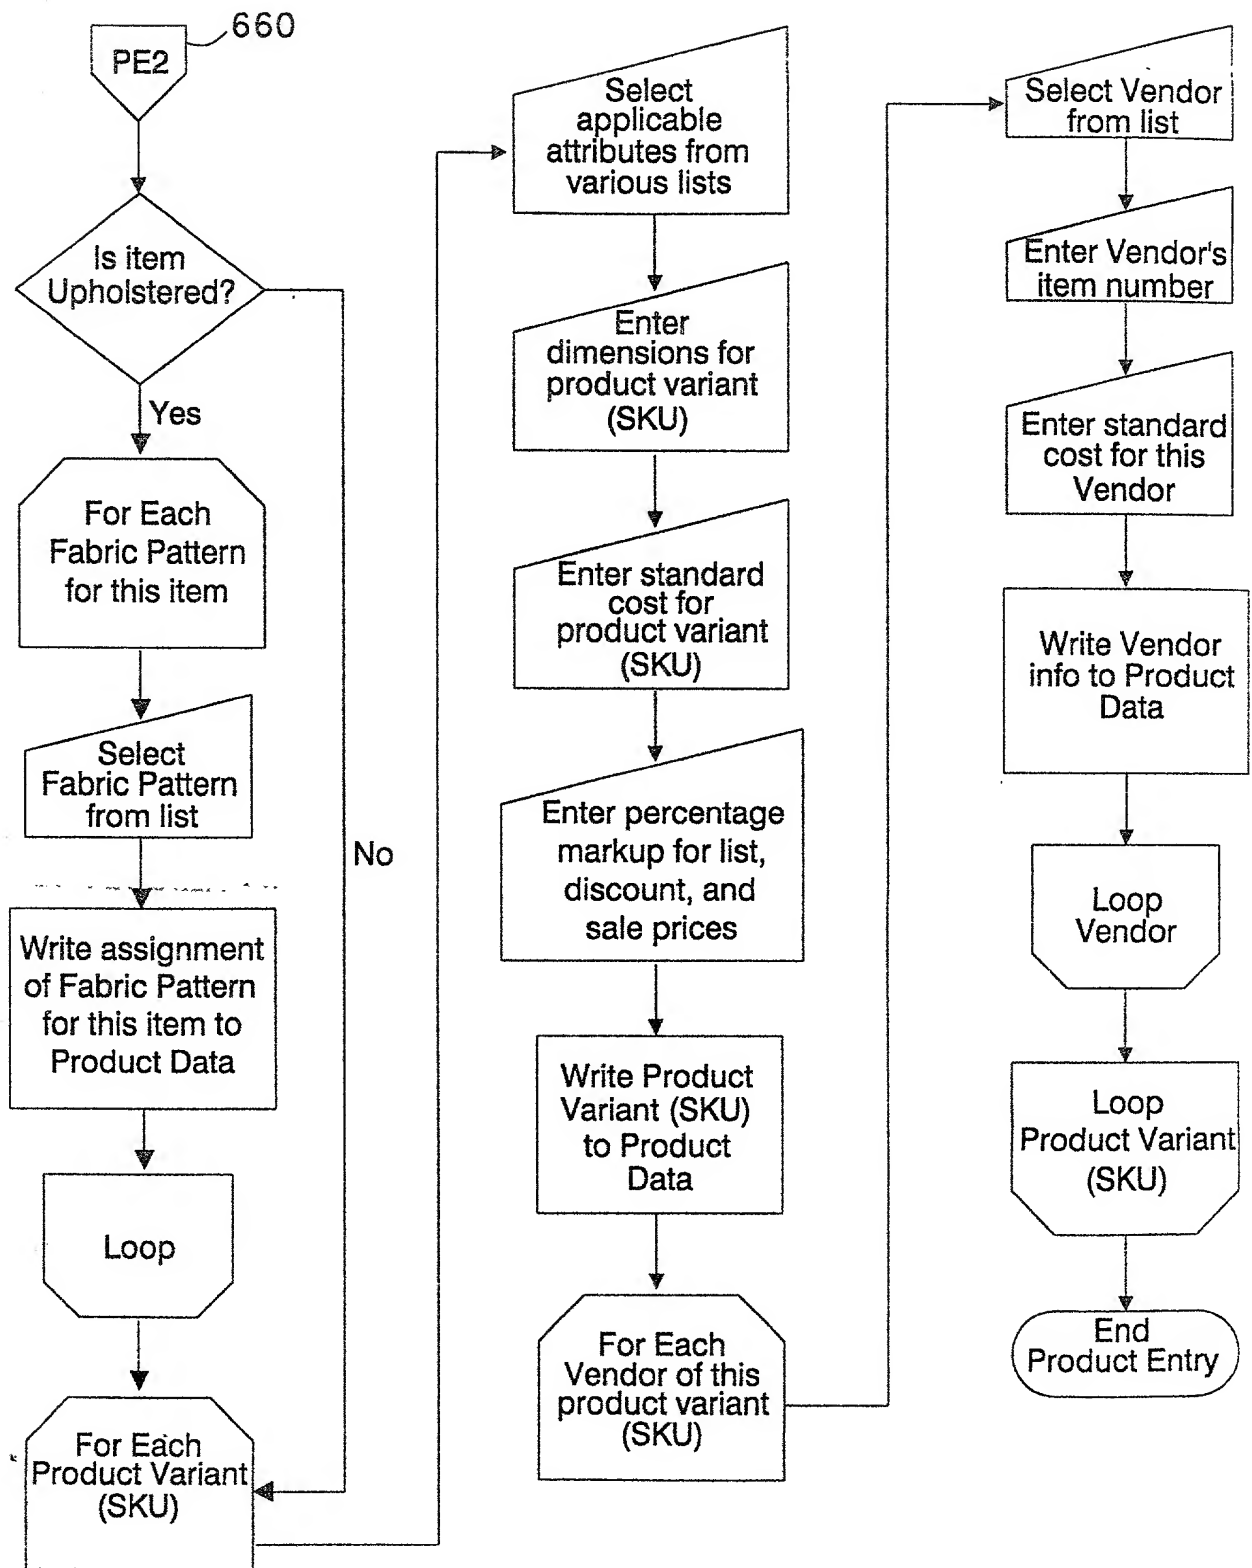 660
PE2
Is item
Upholstered?
Yes
No
For Each
Fabric Pattern
for this item
Select
Fabric Pattern
from list
Write assignment
of Fabric Pattern
for this item to
Product Data
Loop
For Each
Product Variant
(SKU)
Select
applicable
attributes from
various lists
Enter
dimensions for
product variant
(SKU)
Enter standard
cost for
product variant
(SKU)
Enter percentage
markup for list,
discount, and
sale prices
Write Product
Variant (SKU)
to Product
Data
For Each
Vendor of this
product variant
(SKU)
Select Vendor
from list
Enter Vendor's
item number
Enter standard
cost for this
Vendor
Write Vendor
info to Product
Data
Loop
Vendor
Loop
Product Variant
(SKU)
End
Product Entry